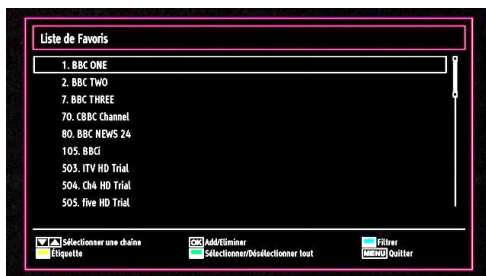 Liste de Favoris
1. BBC ONE
2. BBC TWO
7. BBC THREE
70. CBBC Channel
80. BBC NEWS 24
105. BBCi
503. ITV HD Trial
504. Ch4 HD Trial
505. five HD Trial
Sélectionner une chaîne OK Add/Eliminer Filtrer
Étiquette Sélectionner/Désélectionner tout MENU Quitter